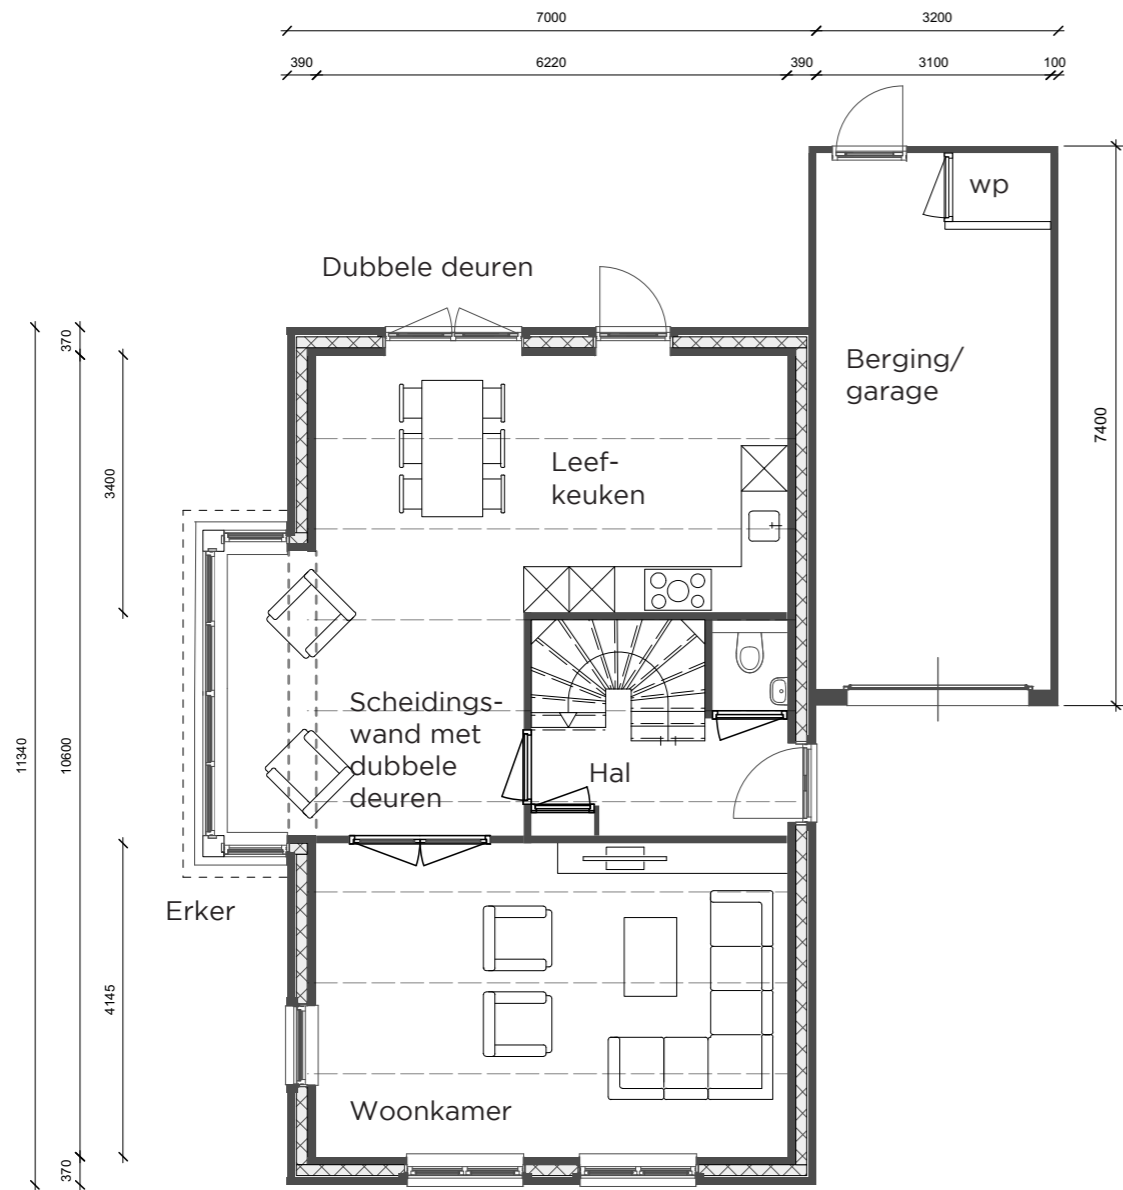 7000
3200
390
6220
390
3100
100
wp
Dubbele deuren
370
Berging/
garage
7400
3400
Leef-
keuken
Scheidings-
wand met
dubbele
deuren
Hal
11340
10600
Erker
4145
Woonkamer
370